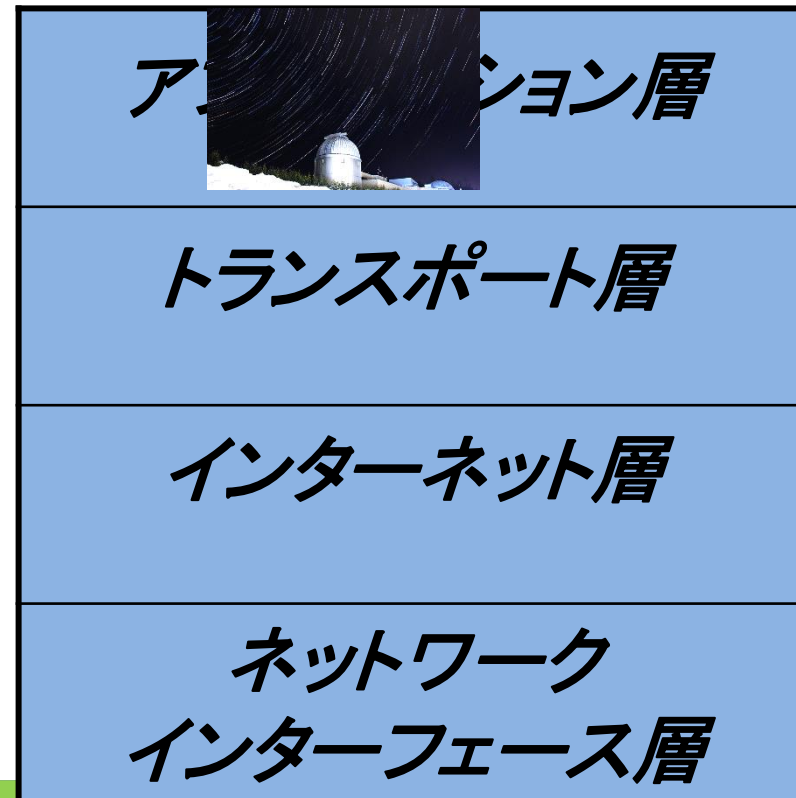 ション層
トランスポート層
インターネット層
ネットワーク
インターフェース層